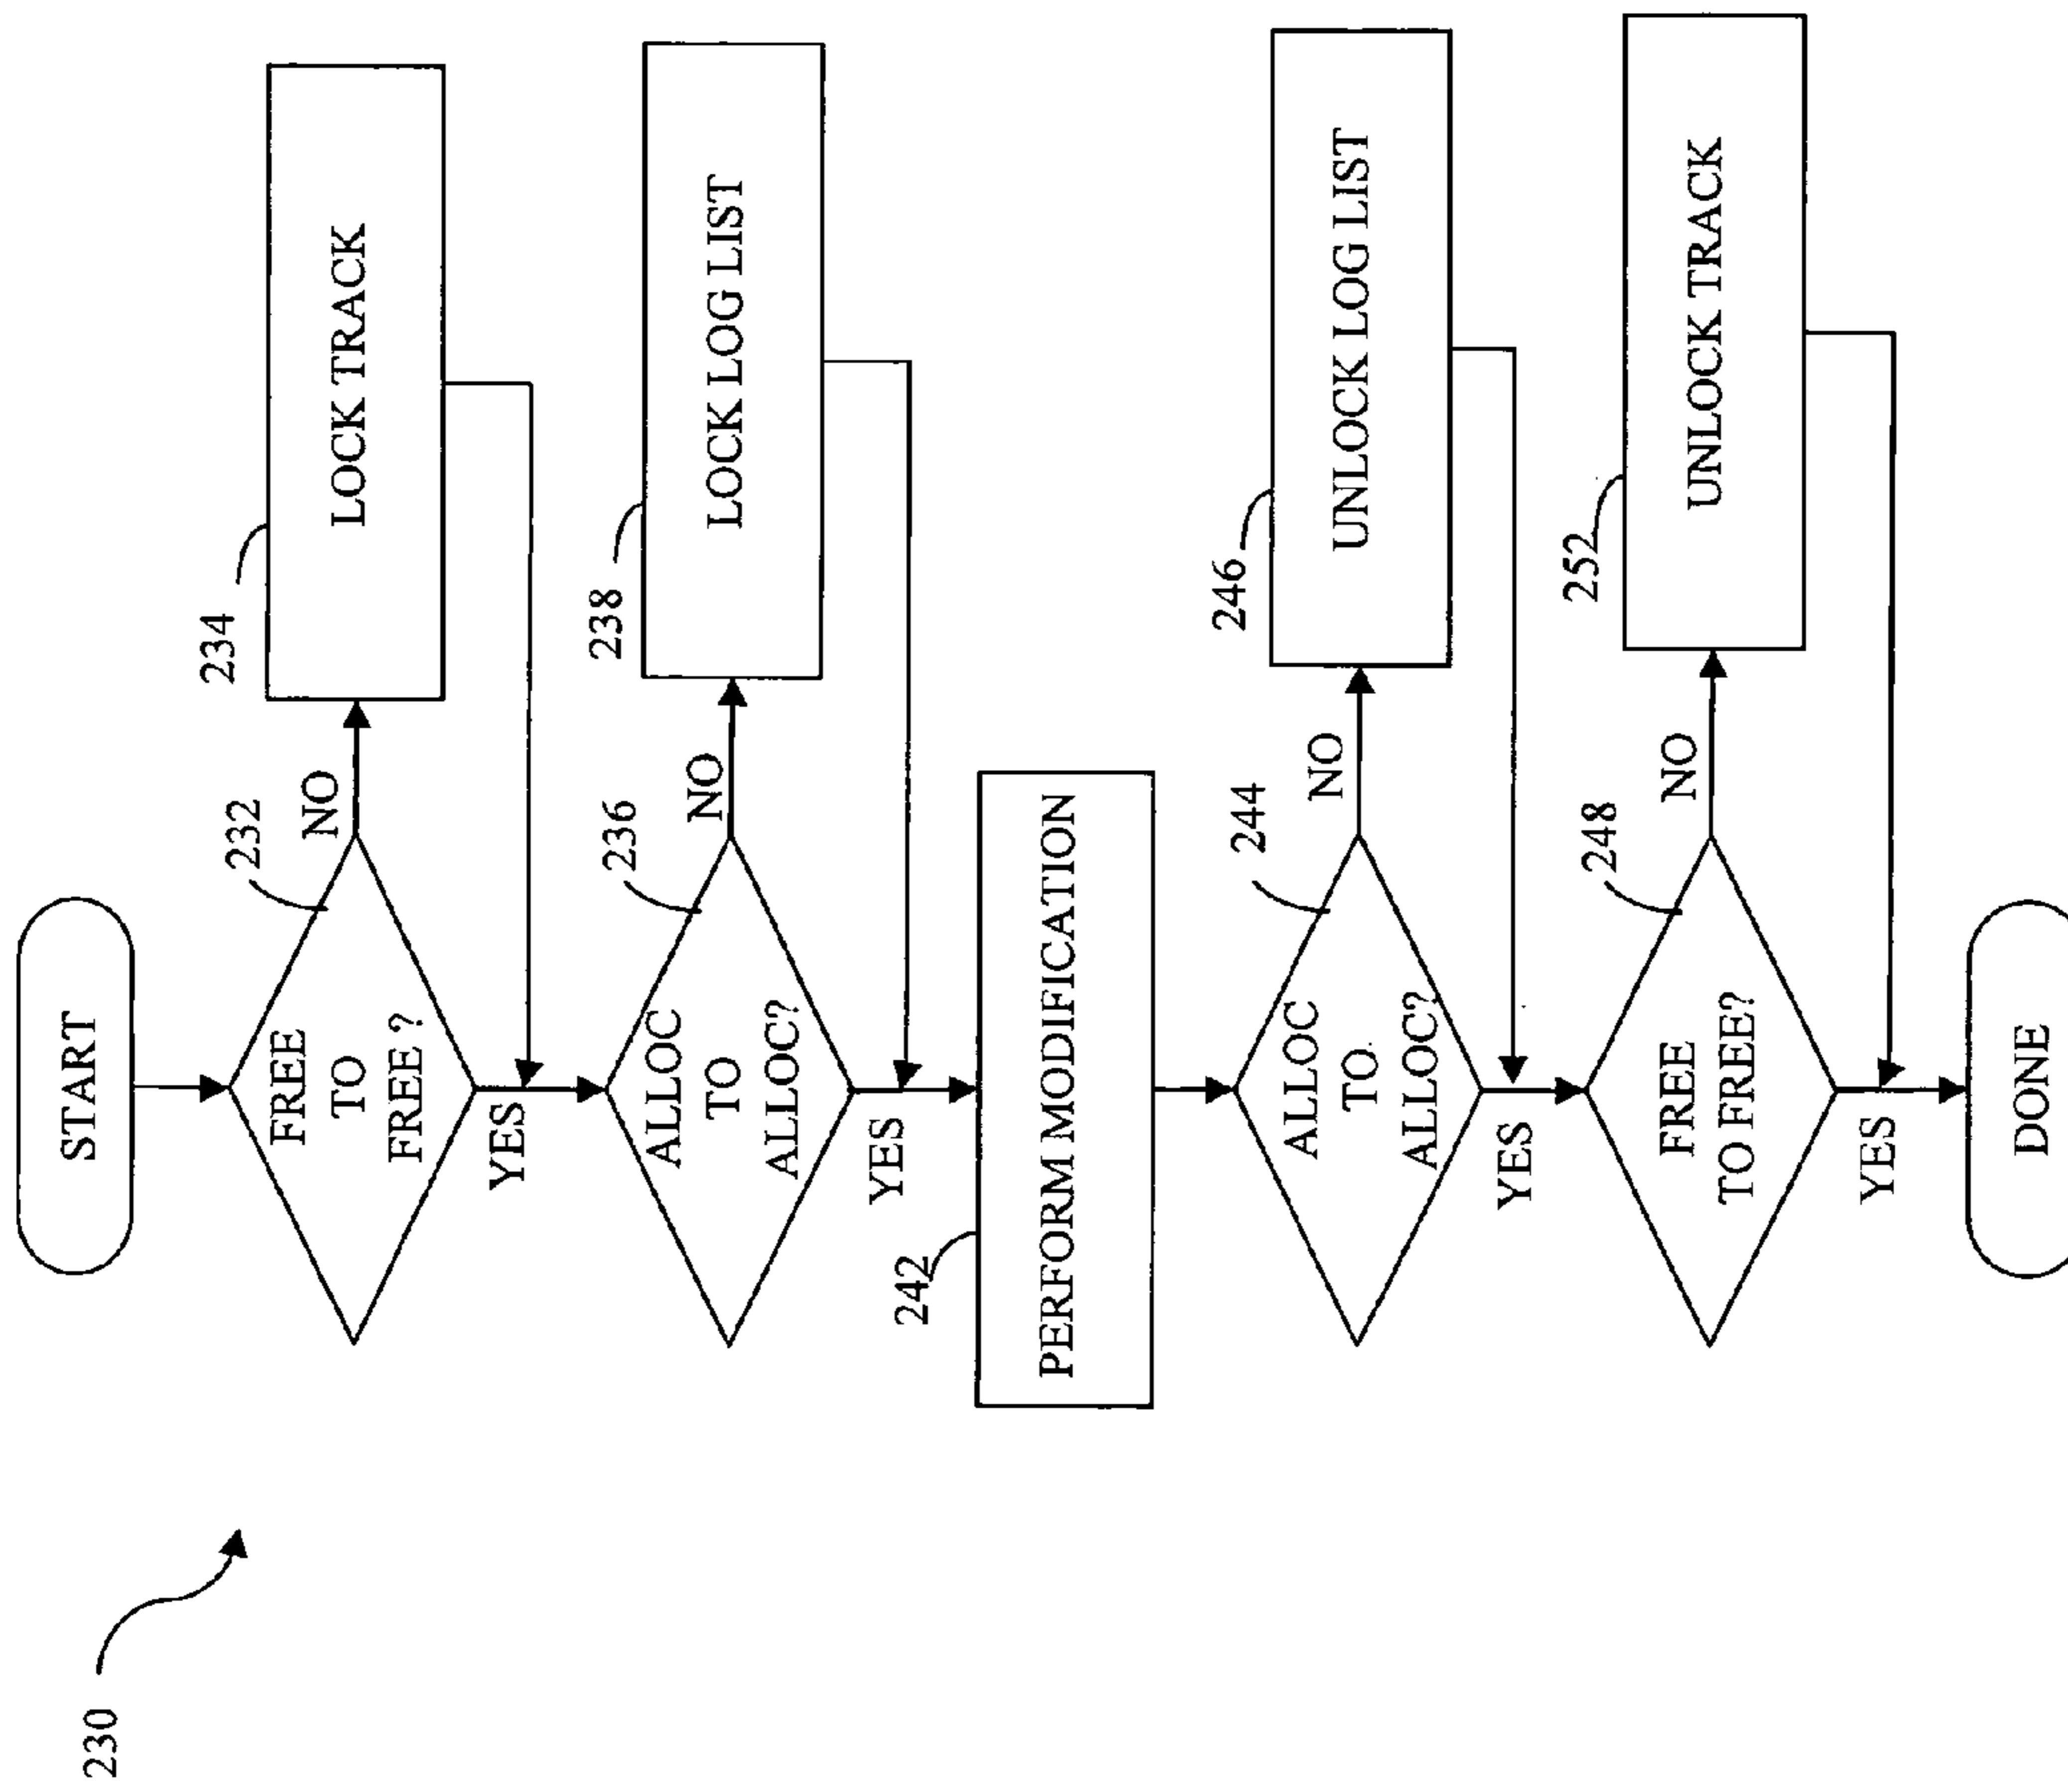 230
START
232
FREE
TO
FREE ?
NO
234
LOCK TRACK
YES
236
ALLOC
TO
ALLOC?
NO
238
LOCK LOG LIST
YES
242
PERFORM MODIFICATION
244
ALLOC
TO
ALLOC?
NO
246
UNLOCK LOG LIST
YES
248
FREE
TO FREE?
NO
252
UNLOCK TRACK
YES
DONE